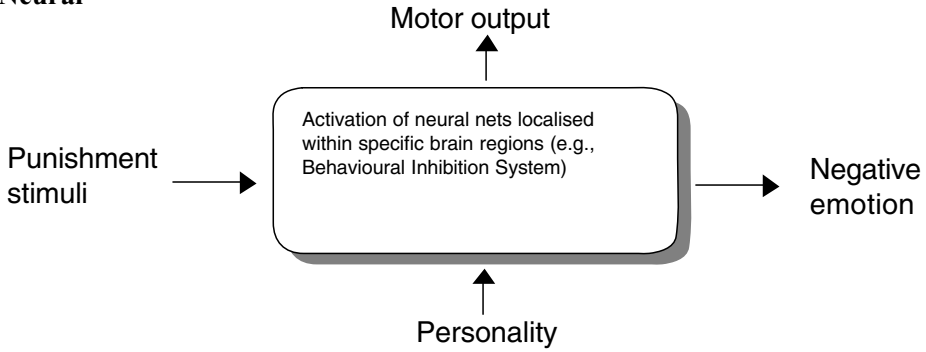 Neural
Motor output
Activation of neural nets localised
within specific brain regions (e.g.,
Behavioural Inhibition System)
Punishment
stimuli
Negative
emotion
Personality